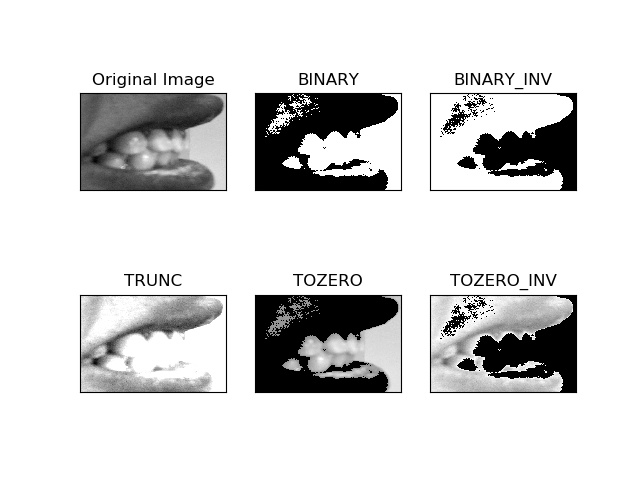 Original Image
BINARY
BINARY_INV
TRUNC
TOZERO
TOZERO_INV